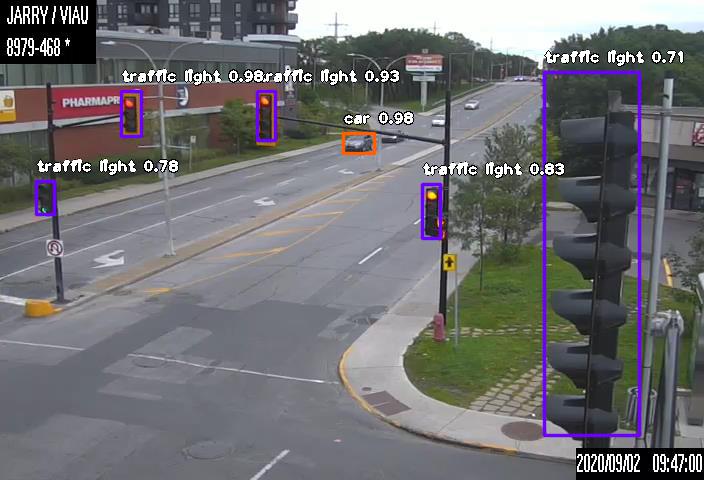 JARRY / VIAU
8979-468 *
traffic light 0.98
traffic light 0.93
traffic light 0.71
PHARMAPR
car 0.98
traffic light 0.78
traffic light 0.83
2020/09/02 09:47:00